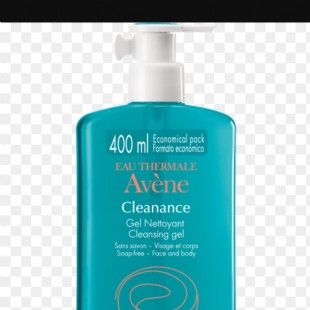 400 ml Economical pack
Formato económico
EAU THERMALE
Avène
Cleanance
Gel Nettoyant
Cleansing gel
Sans savon - Visage et corps
Soap-free - Face and body